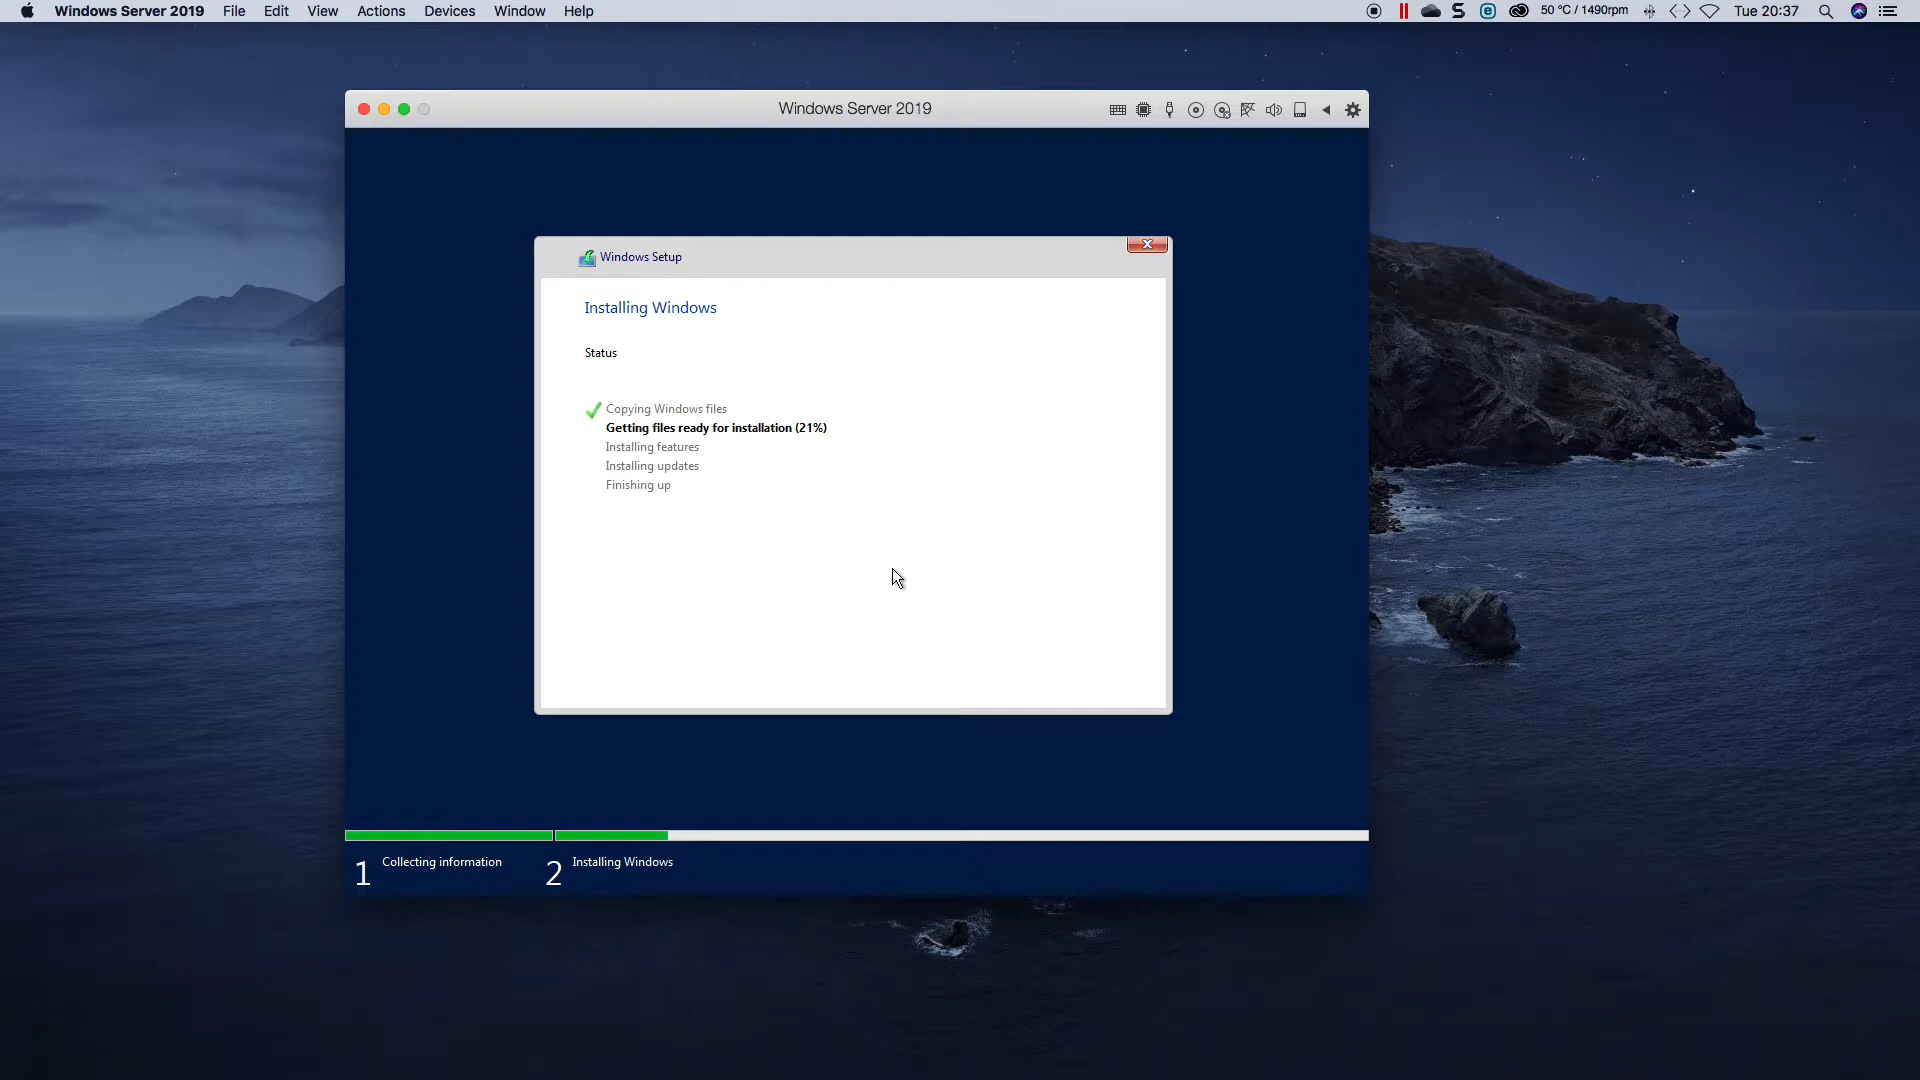 Windows Server 2019 File Edit View Actions Devices Window Help 50 °C / 1490rpm Tue 20:37
Windows Server 2019
Windows Setup
Installing Windows
Status
Copying Windows files
Getting files ready for installation (21%)
Installing features
Installing updates
Finishing up
1 Collecting information 2 Installing Windows